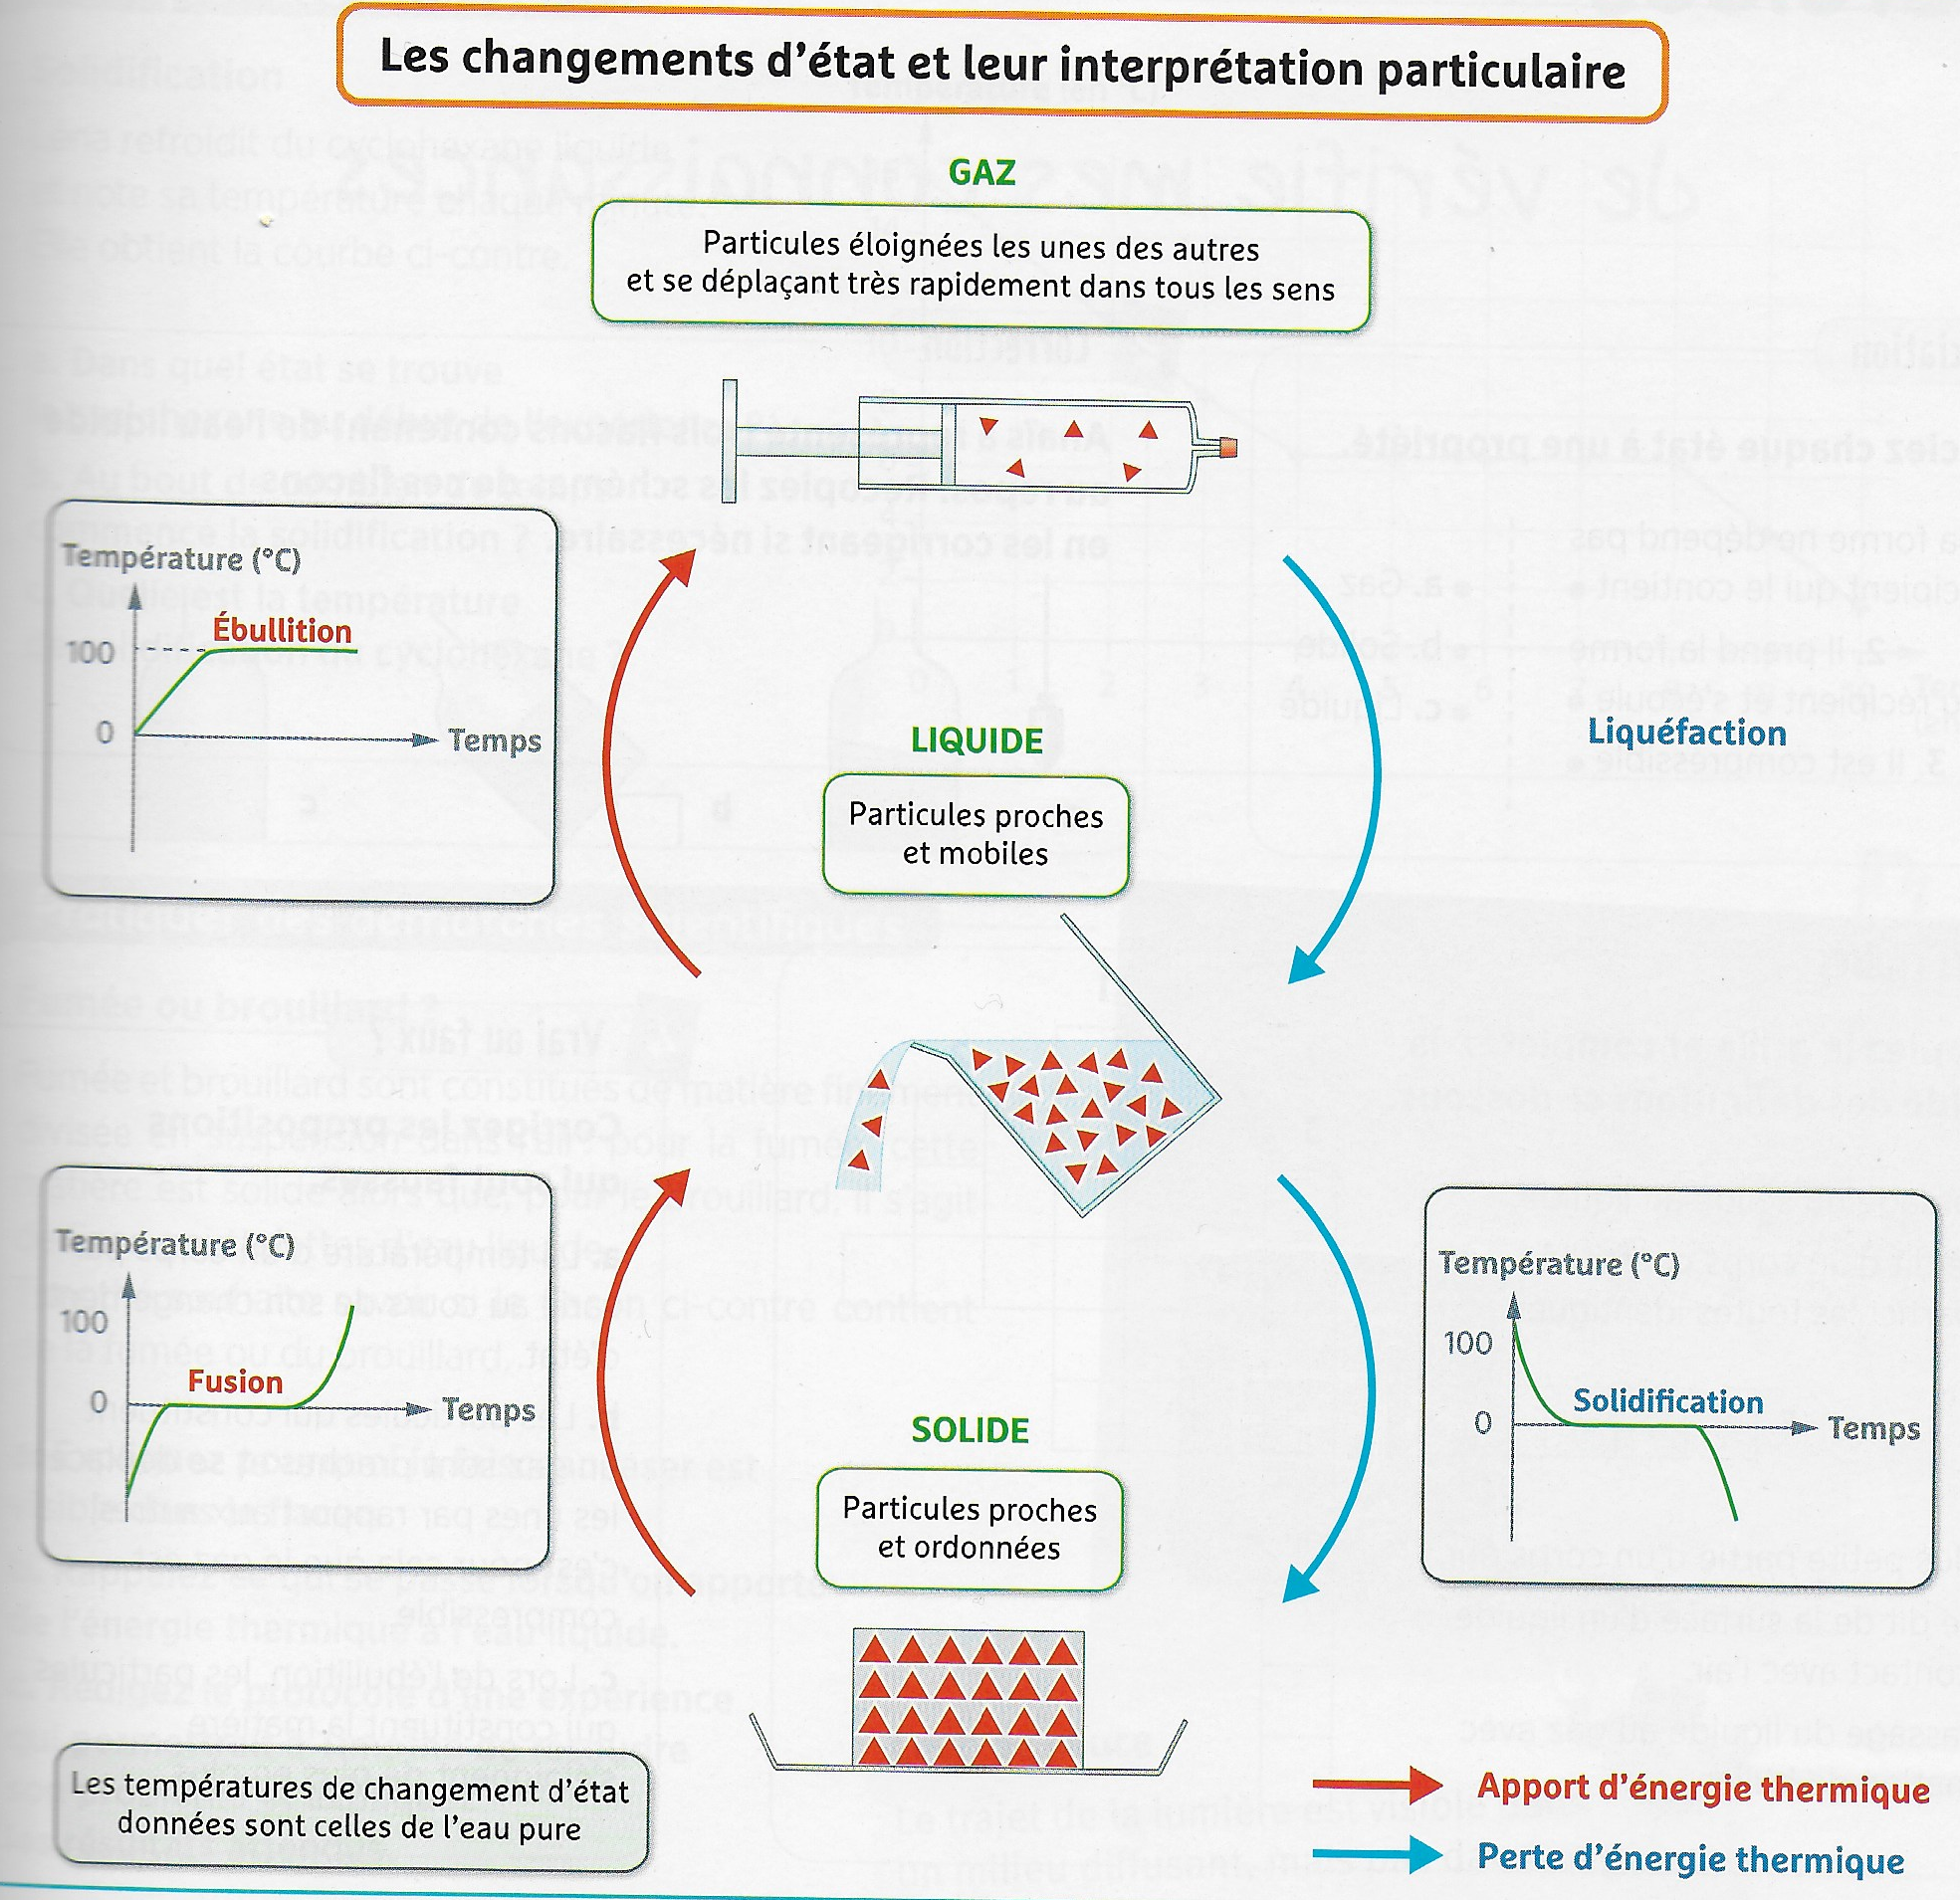 Les changements d'état et leur interprétation particulaire
GAZ
Particules éloignées les unes des autres
et se déplaçant très rapidement dans tous les sens
Température (°C)
Ébullition
100
0
Temps
LIQUIDE
Particules proches
et mobiles
Liquéfaction
Température (°C)
100
Fusion
0
Temps
SOLIDE
Particules proches
et ordonnées
Température (°C)
100
Solidification
0
Temps
Les températures de changement d'état
données sont celles de l'eau pure
Apport d'énergie thermique
Perte d'énergie thermique